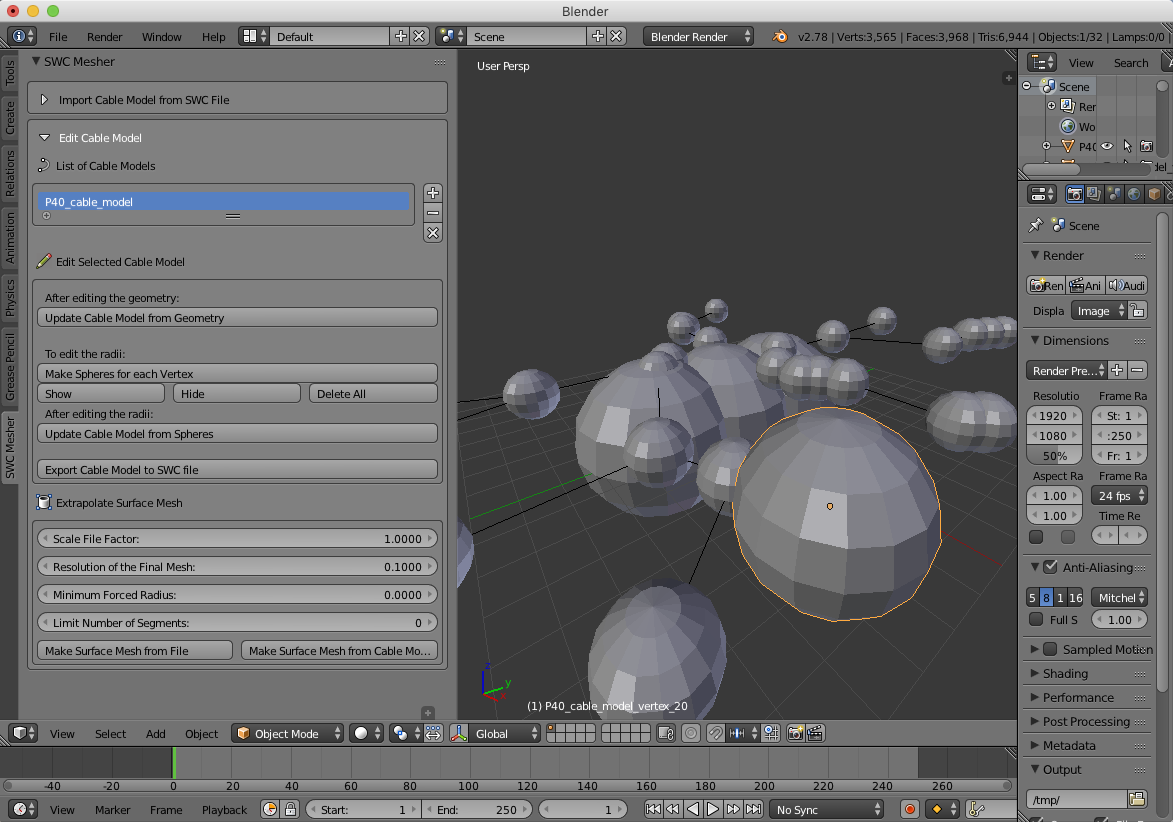 Blender
File Render Window Help Default Scene Blender Render v2.78 | Verts:3,565 | Faces:3,968 | Tris:6,944 | Objects:1/32 | Lamps:0/0 |
Tools
Create
Relations
Animation
Physics
Grease Pencil
SWC Mesher
SWC Mesher
Import Cable Model from SWC File
Edit Cable Model
List of Cable Models
P40_cable_model
Edit Selected Cable Model
After editing the geometry:
Update Cable Model from Geometry
To edit the radii:
Make Spheres for each Vertex
Show Hide Delete All
After editing the radii:
Update Cable Model from Spheres
Export Cable Model to SWC file
Extrapolate Surface Mesh
Scale File Factor: 1.0000
Resolution of the Final Mesh: 0.1000
Minimum Forced Radius: 0.0000
Limit Number of Segments: 0
Make Surface Mesh from File Make Surface Mesh from Cable Mo...
User Persp
z
y
(1) P40_cable_model_vertex_20
View Search
Scene
Rer
Wo
P40
Scene
Render
Ren Ani Audi
Displa Image
Dimensions
Render Pre...
Resolutio Frame Ra
1920 St: 1
1080 :250
50% Fr: 1
Aspect Ra Frame Ra
1.00 24 fps
1.00 Time Re
Anti-Aliasing
5 8 1 16 Mitchel
Full S 1.00
Sampled Motion
Shading
Performance
Post Processing
Metadata
Output
/tmp/
View Select Add Object Object Mode Global
-40 -20 0 20 40 60 80 100 120 140 160 180 200 220 240 260
View Marker Frame Playback Start: 1 End: 250 1 No Sync